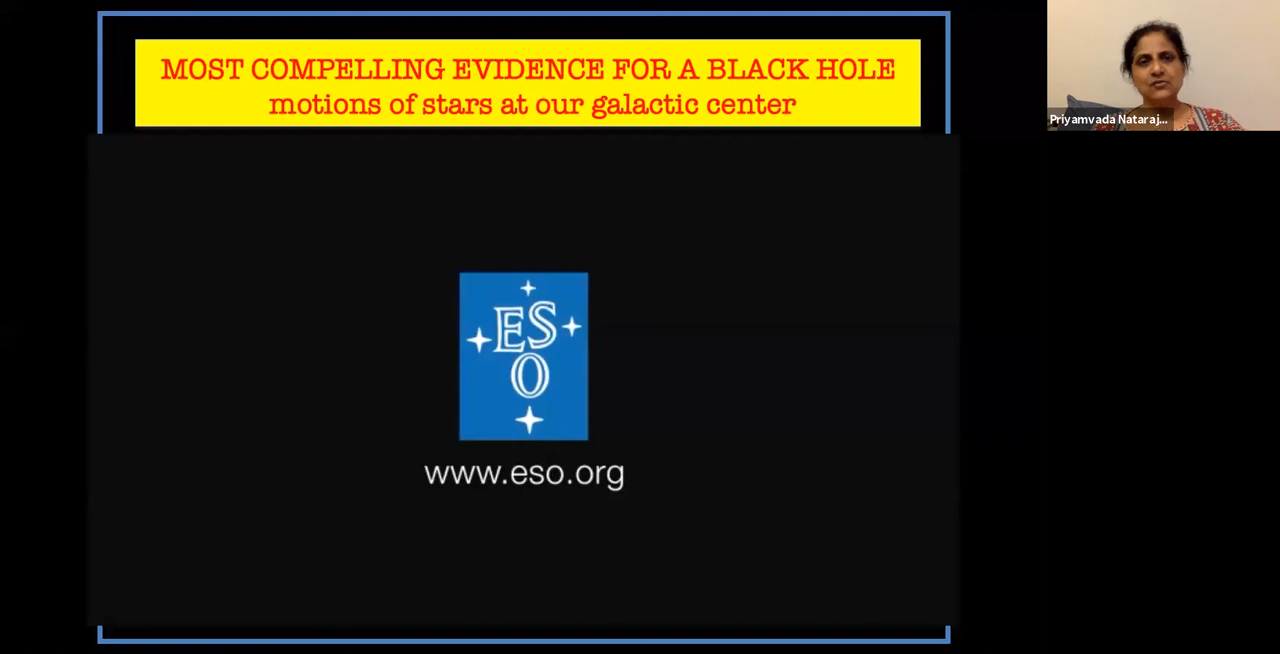 MOST COMPELLING EVIDENCE FOR A BLACK HOLE
motions of stars at our galactic center
Priyamvada Nataraj...
ES
O
www.eso.org